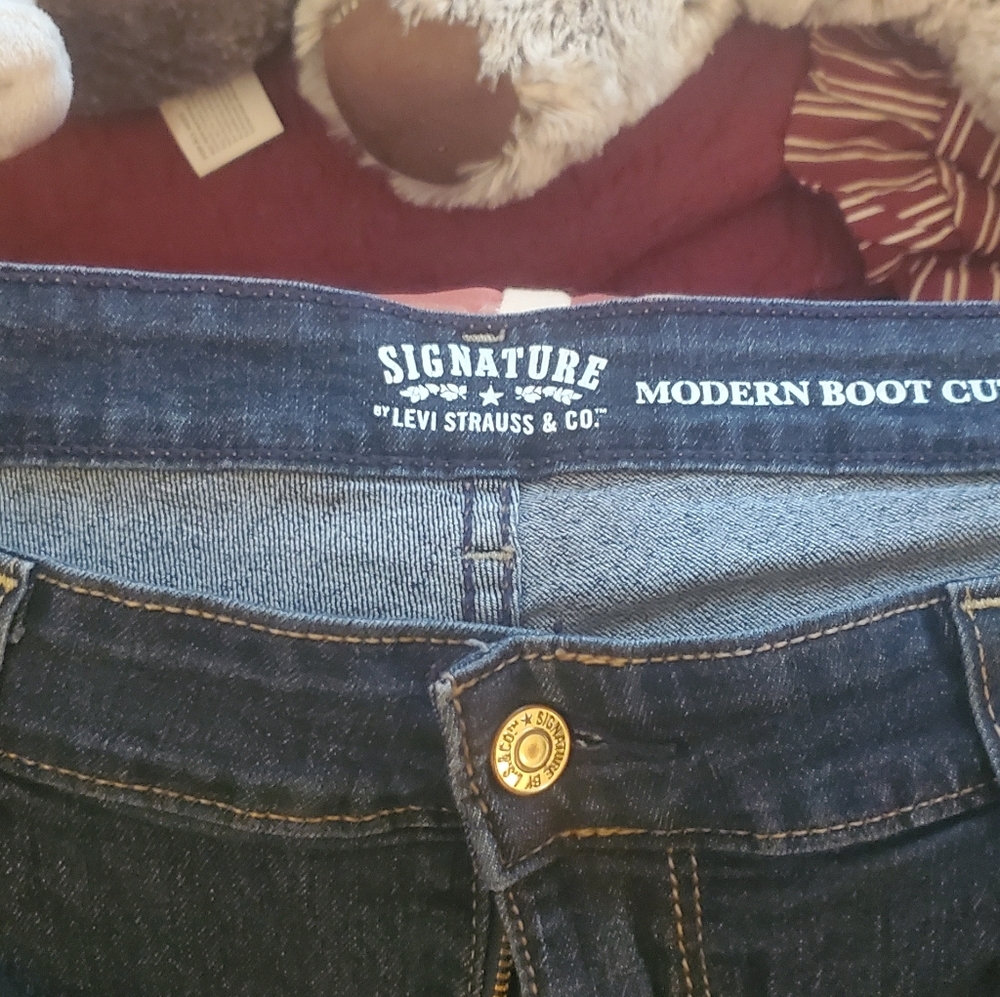 SIGNATURE
BY LEVI STRAUSS & CO.™
MODERN BOOT CU
SIGNATURE BY L.S.&CO.™